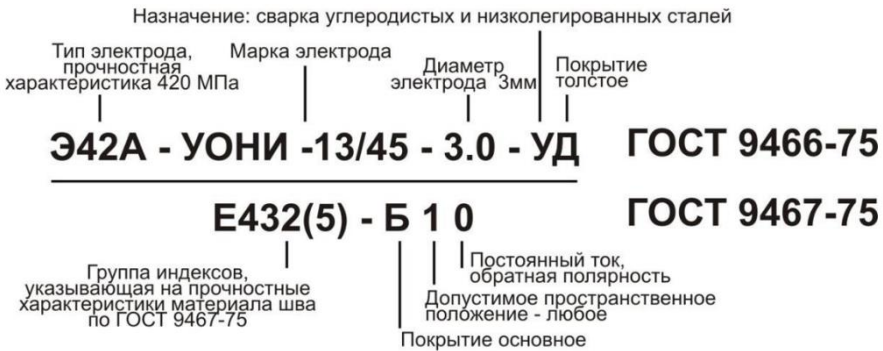 Назначение: сварка углеродистых и низколегированных сталей
Тип электрода,
прочностная
характеристика 420 МПа
Марка электрода
Диаметр
электрода 3мм
Покрытие
толстое
Э42А - УОНИ -13/45 - 3.0 - УД ГОСТ 9466-75
Е432(5) - Б 1 0 ГОСТ 9467-75
Группа индексов,
указывающая на прочностные
характеристики материала шва
по ГОСТ 9467-75
Постоянный ток,
обратная полярность
Допустимое пространственное
положение - любое
Покрытие основное